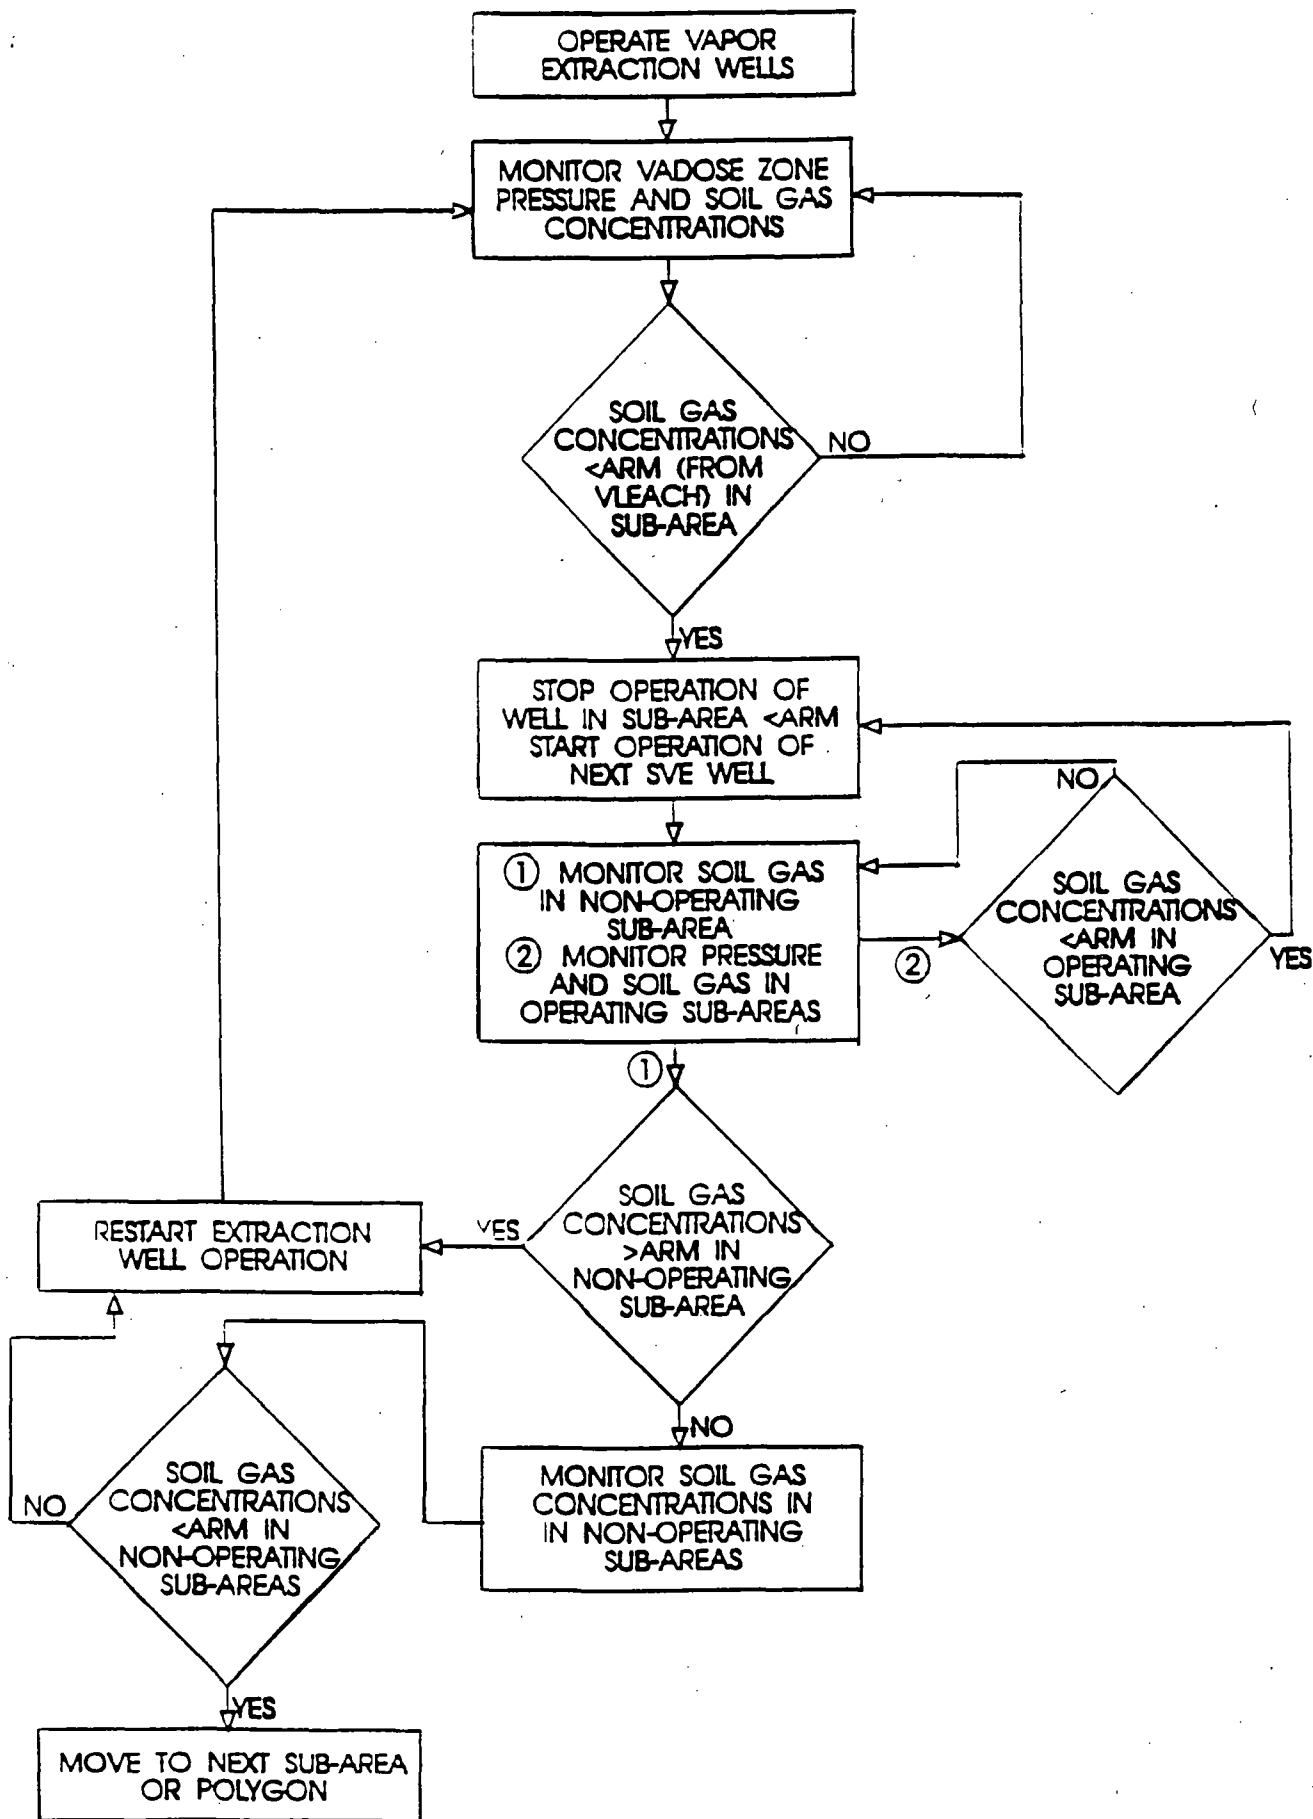 OPERATE VAPOR
EXTRACTION WELLS
MONITOR VADOSE ZONE
PRESSURE AND SOIL GAS
CONCENTRATIONS
SOIL GAS
CONCENTRATIONS
<ARM (FROM
VLEACH) IN
SUB-AREA
NO
YES
STOP OPERATION OF
WELL IN SUB-AREA <ARM
START OPERATION OF
NEXT SVE WELL
① MONITOR SOIL GAS
IN NON-OPERATING
SUB-AREA
② MONITOR PRESSURE
AND SOIL GAS IN
OPERATING SUB-AREAS
②
NO
SOIL GAS
CONCENTRATIONS
<ARM IN
OPERATING
SUB-AREA
YES
①
SOIL GAS
CONCENTRATIONS
>ARM IN
NON-OPERATING
SUB-AREA
YES
RESTART EXTRACTION
WELL OPERATION
NO
MONITOR SOIL GAS
CONCENTRATIONS IN
IN NON-OPERATING
SUB-AREAS
SOIL GAS
CONCENTRATIONS
<ARM IN
NON-OPERATING
SUB-AREAS
NO
YES
MOVE TO NEXT SUB-AREA
OR POLYGON